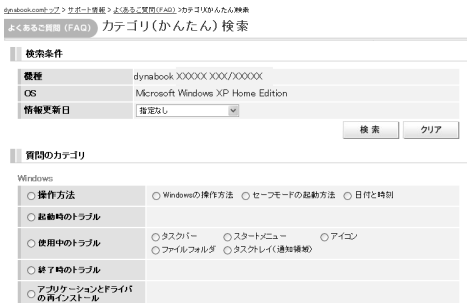 dynabook.comトップ > サポート情報 > よくあるご質問(FAQ) >カテゴリ(かんたん)検索
よくあるご質問 (FAQ) カテゴリ(かんたん)検索
検索条件
機種 dynabook XXXXX XXX/XXXXX
OS Microsoft Windows XP Home Edition
情報更新日 指定なし
検 索 クリア
質問のカテゴリ
Windows
操作方法 Windowsの操作方法 セーフモードの起動方法 日付と時刻
起動時のトラブル
使用中のトラブル タスクバー スタートメニュー アイコン
ファイルフォルダ タスクトレイ(通知領域)
終了時のトラブル
アプリケーションとドライバ
の再インストール